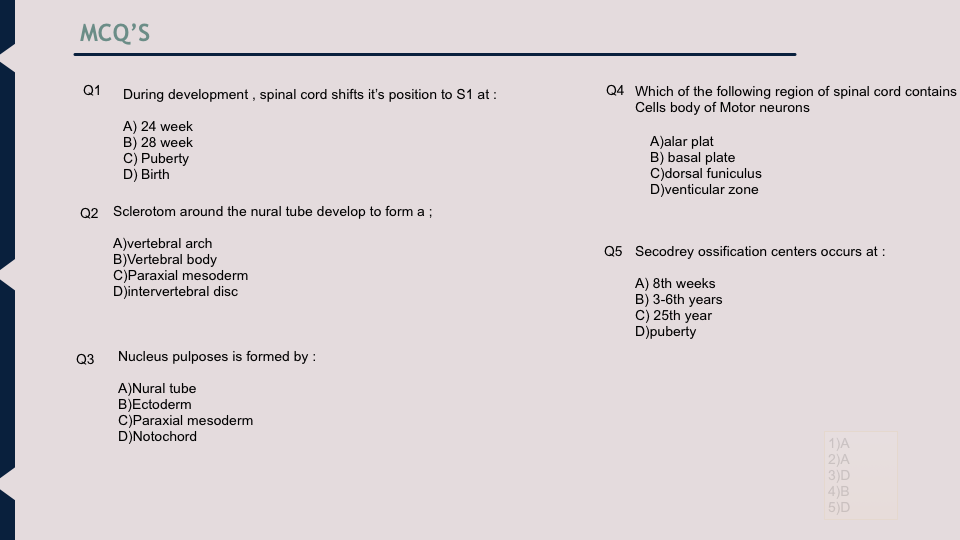 MCQ'S
Q1 During development , spinal cord shifts it's position to S1 at :
A) 24 week
B) 28 week
C) Puberty
D) Birth
Q2 Sclerotom around the nural tube develop to form a ;
A)vertebral arch
B)Vertebral body
C)Paraxial mesoderm
D)intervertebral disc
Q3 Nucleus pulposes is formed by :
A)Nural tube
B)Ectoderm
C)Paraxial mesoderm
D)Notochord
Q4 Which of the following region of spinal cord contains
Cells body of Motor neurons
A)alar plat
B) basal plate
C)dorsal funiculus
D)venticular zone
Q5 Secodrey ossification centers occurs at :
A) 8th weeks
B) 3-6th years
C) 25th year
D)puberty
1)A
2)A
3)D
4)B
5)D